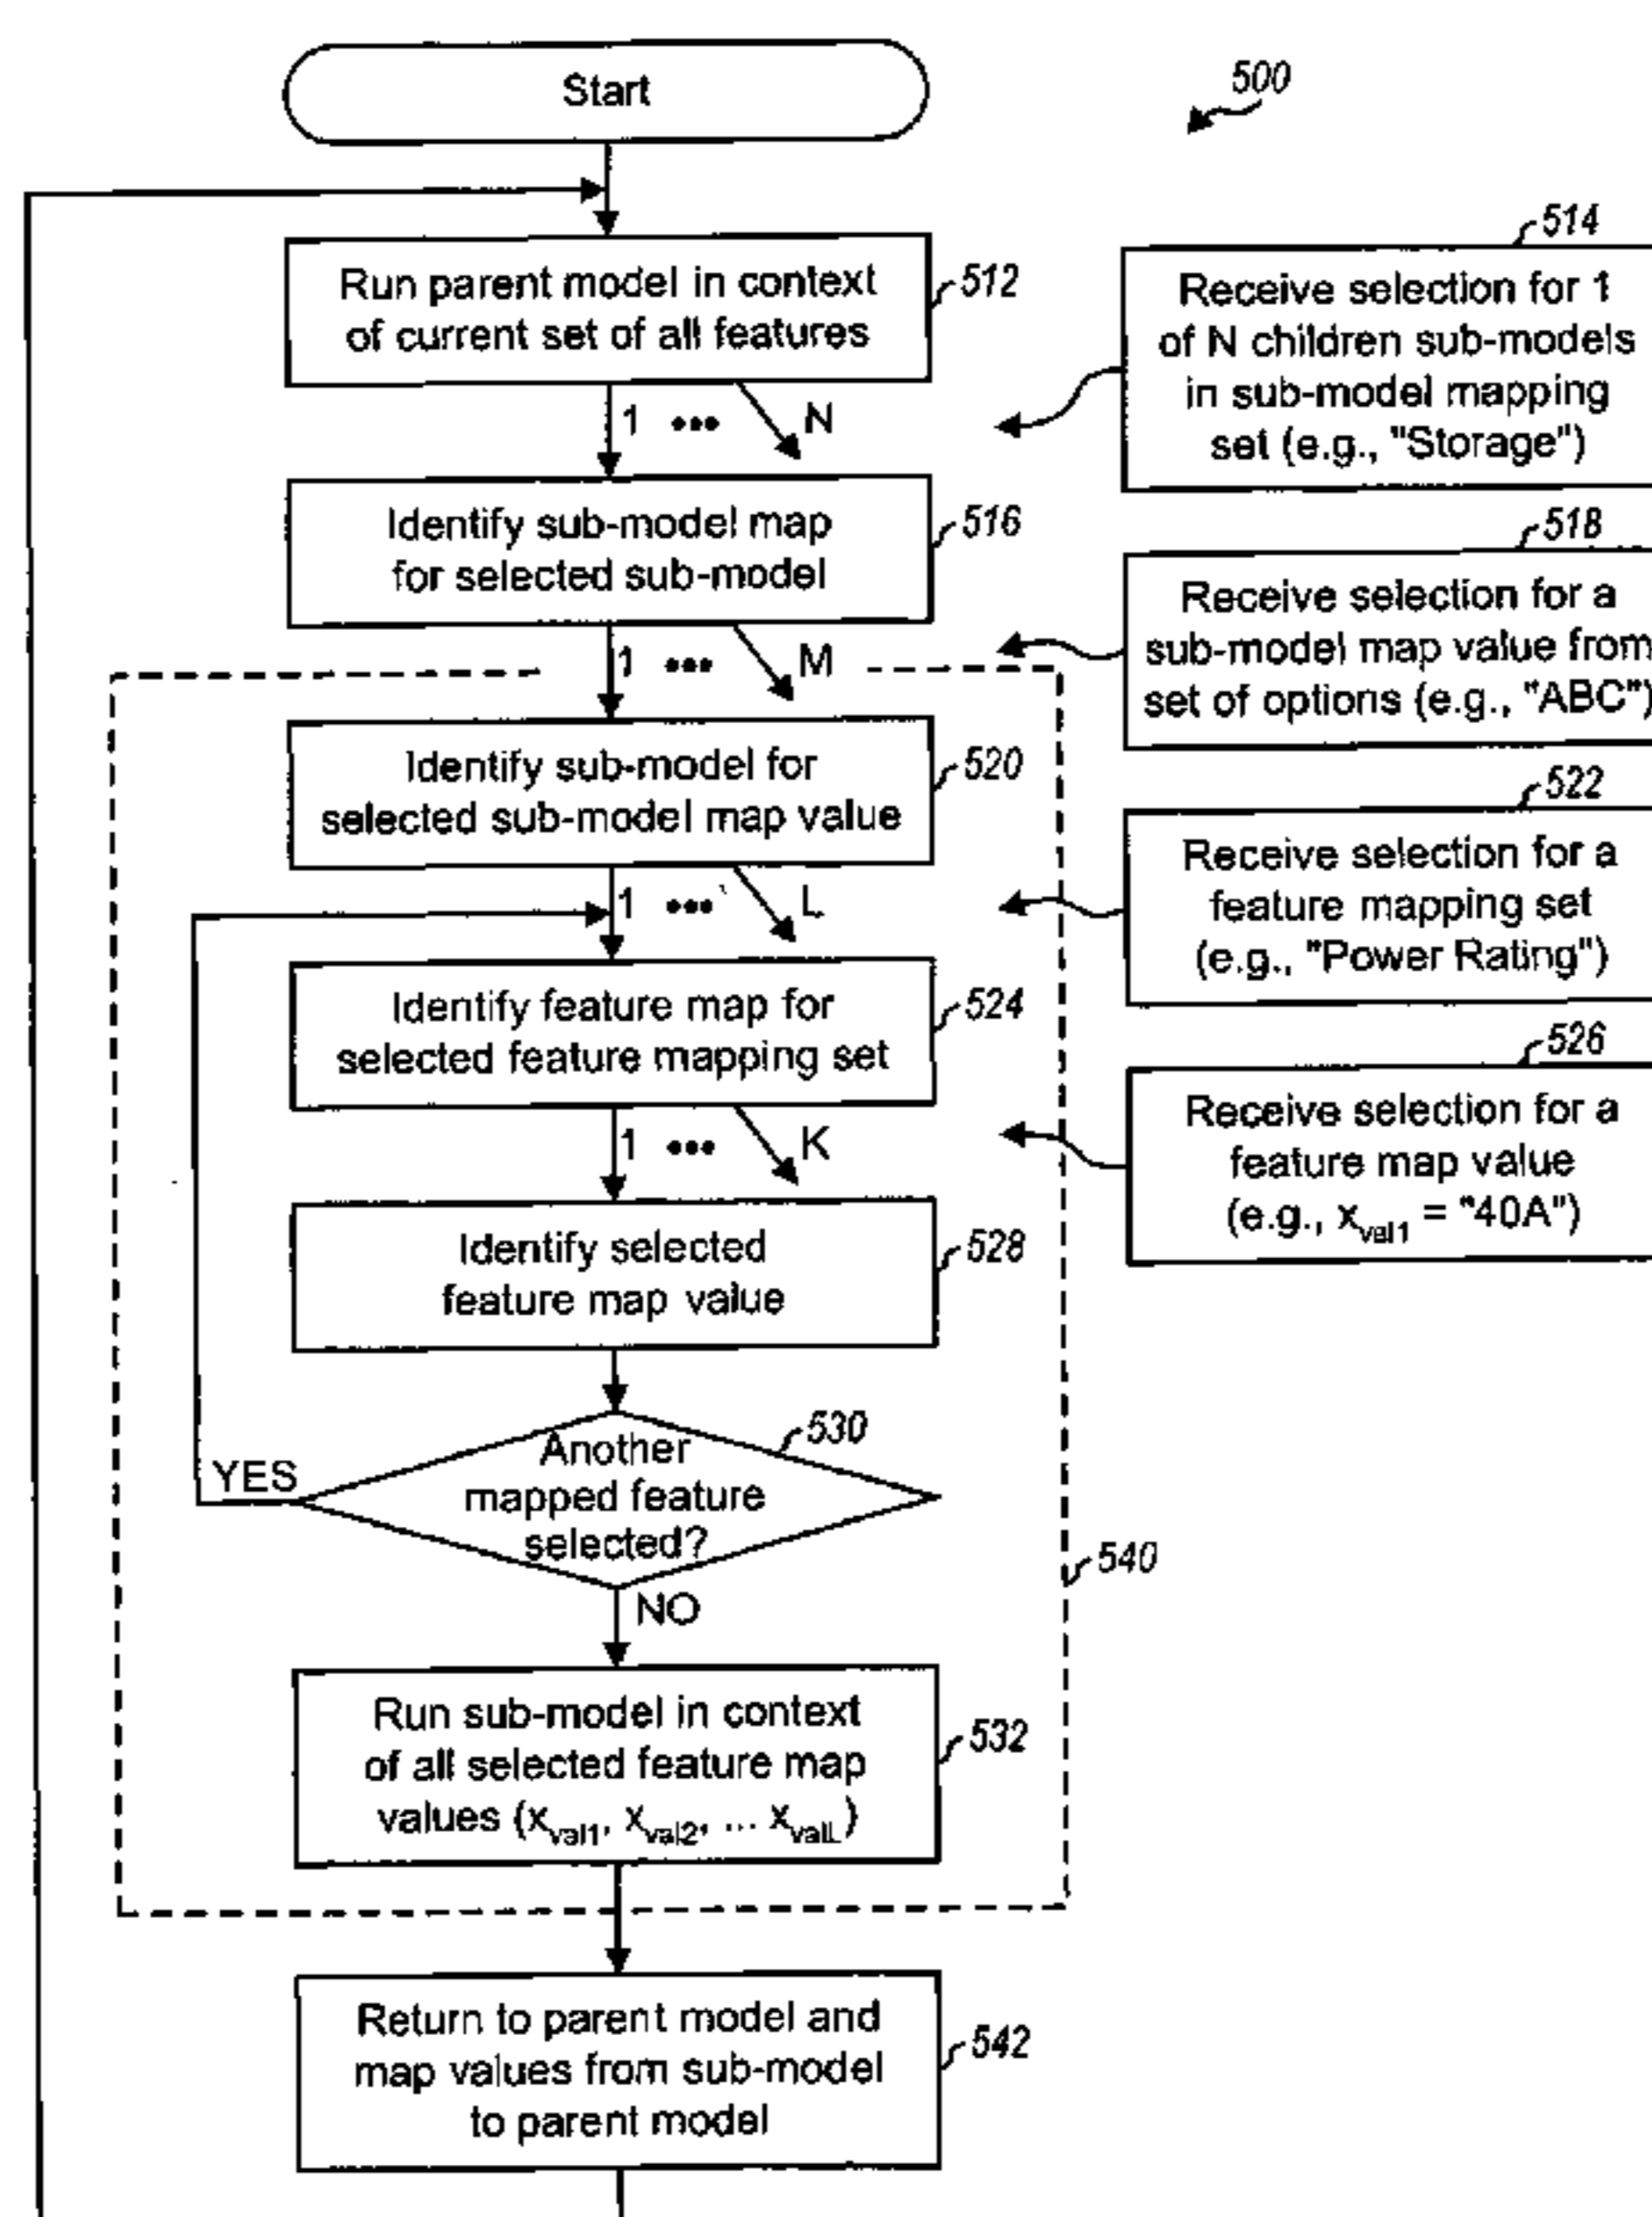 Start
500
Run parent model in context
of current set of all features
512
1 ••• N
514
Receive selection for 1
of N children sub-models
in sub-model mapping
set (e.g., "Storage")
Identify sub-model map
for selected sub-model
516
1 ••• M
518
Receive selection for a
sub-model map value from
set of options (e.g., "ABC")
Identify sub-model for
selected sub-model map value
520
1 ••• L
522
Receive selection for a
feature mapping set
(e.g., "Power Rating")
Identify feature map for
selected feature mapping set
524
1 ••• K
526
Receive selection for a
feature map value
(e.g., xval1 = "40A")
Identify selected
feature map value
528
Another
mapped feature
selected?
530
YES
NO
540
Run sub-model in context
of all selected feature map
values (xval1, xval2, ... xvalL)
532
Return to parent model and
map values from sub-model
to parent model
542